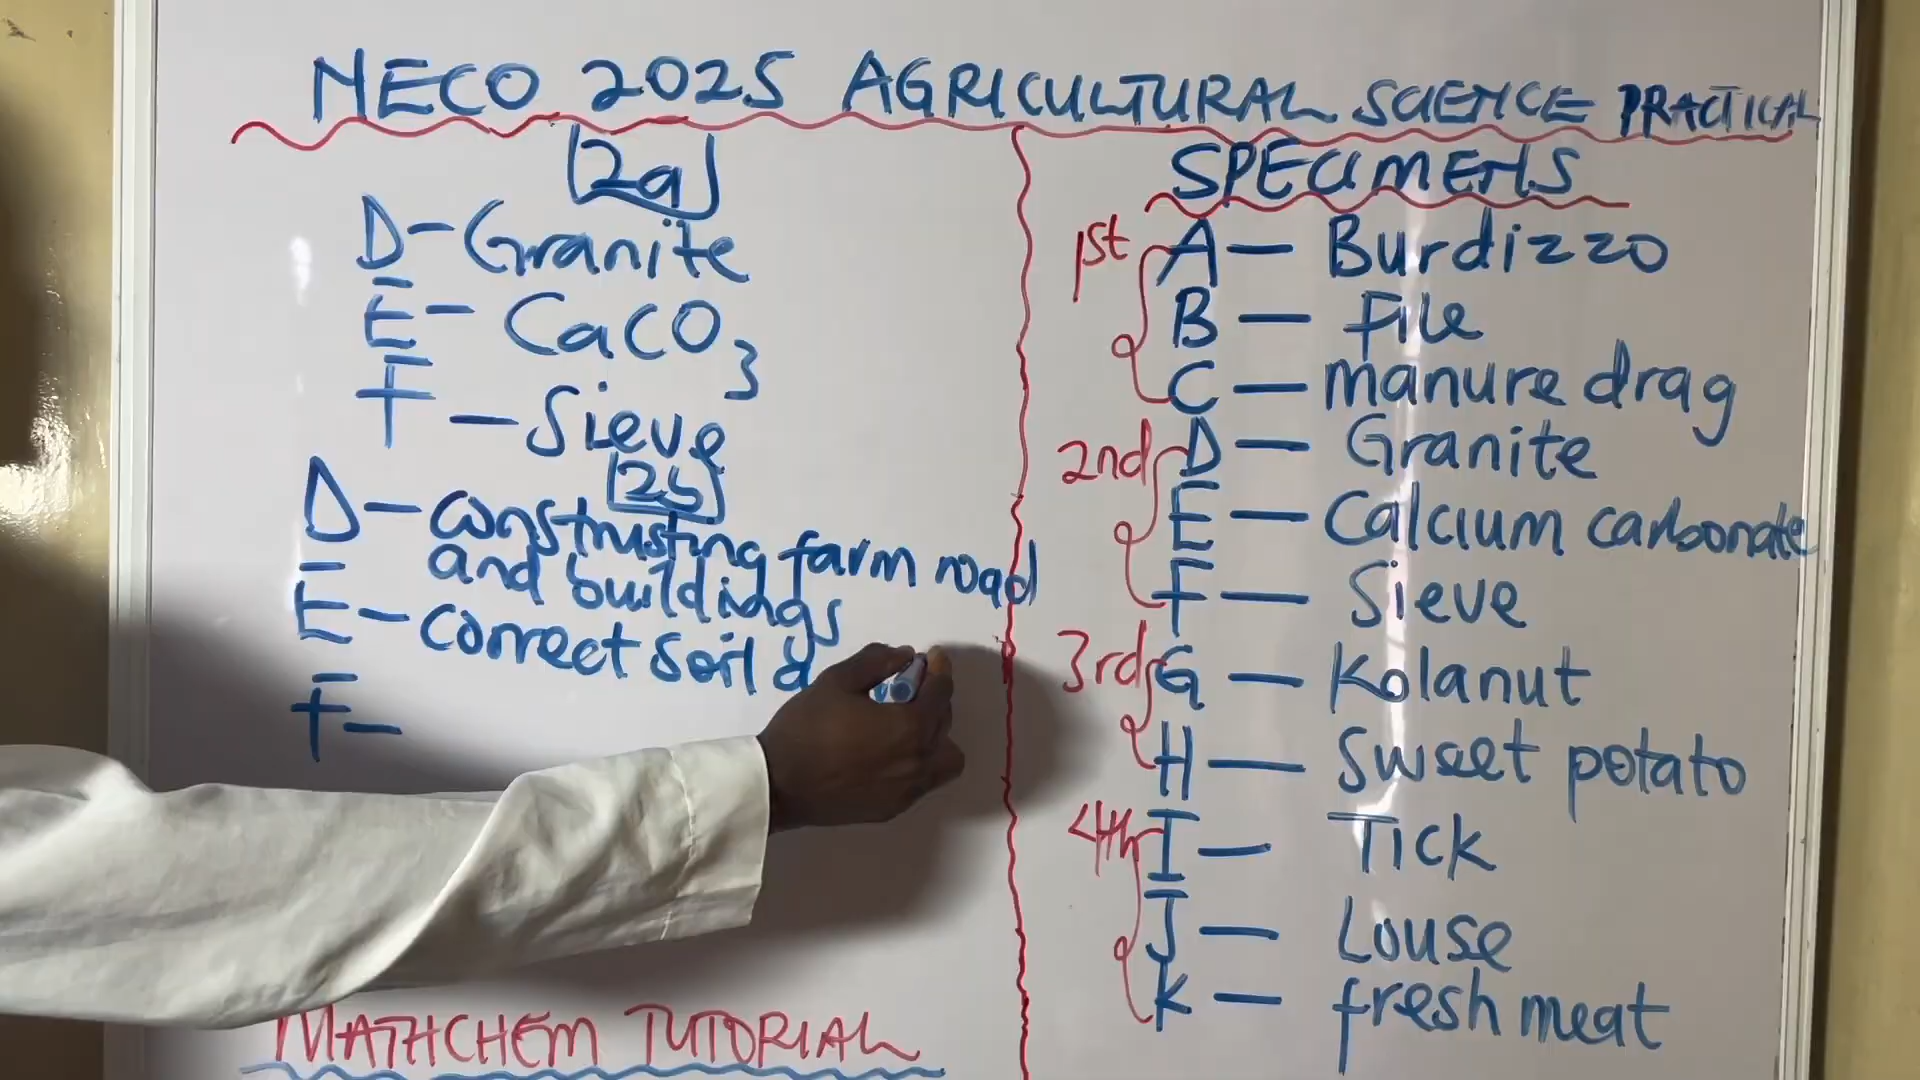 NECO 2025 AGRICULTURAL SCIENCE PRACTICAL
[2a]
D - Granite
E - CaCO3
F - Sieve
[2b]
D - construsting farm road
and buildings
E - correct Soil a
F -
MATHCHEM TUTORIAL
SPECIMENS
1st
A - Burdizzo
B - File
C - manure drag
2nd
D - Granite
E - Calcium carbonate
F - Sieve
3rd
G - Kolanut
H - Sweet potato
4th
I - Tick
J - Louse
K - fresh meat